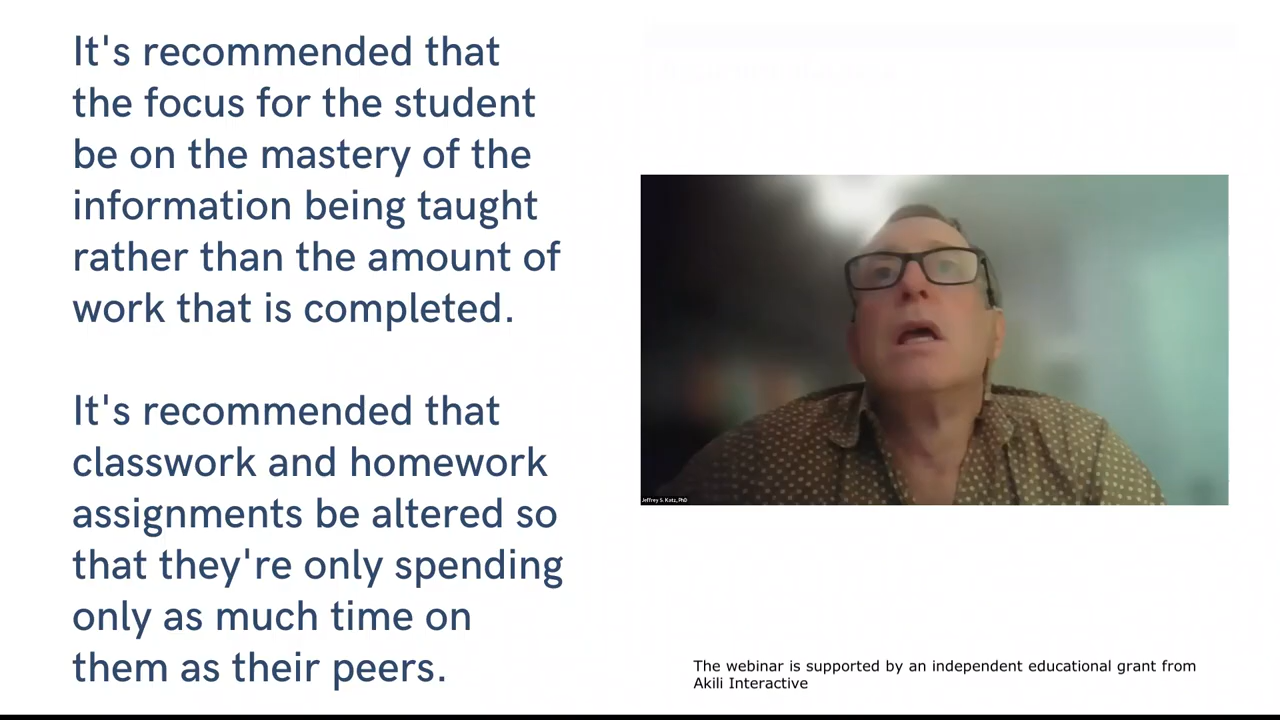 It's recommended that
the focus for the student
be on the mastery of the
information being taught
rather than the amount of
work that is completed.
It's recommended that
classwork and homework
assignments be altered so
that they're only spending
only as much time on
them as their peers.
Jeffrey S. Katz, PhD
The webinar is supported by an independent educational grant from
Akili Interactive